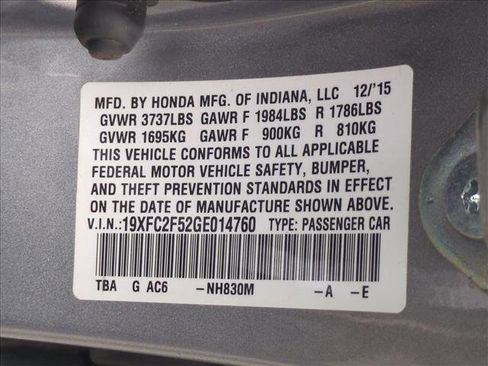 MFD. BY HONDA MFG. OF INDIANA, LLC 12/'15
GVWR 3737LBS GAWR F 1984LBS R 1786LBS
GVWR 1695KG GAWR F 900KG R 810KG
THIS VEHICLE CONFORMS TO ALL APPLICABLE
FEDERAL MOTOR VEHICLE SAFETY, BUMPER,
AND THEFT PREVENTION STANDARDS IN EFFECT
ON THE DATE OF MANUFACTURE SHOWN ABOVE.
V.I.N.:19XFC2F52GE014760 TYPE: PASSENGER CAR
TBA G AC6 –NH830M –A –E